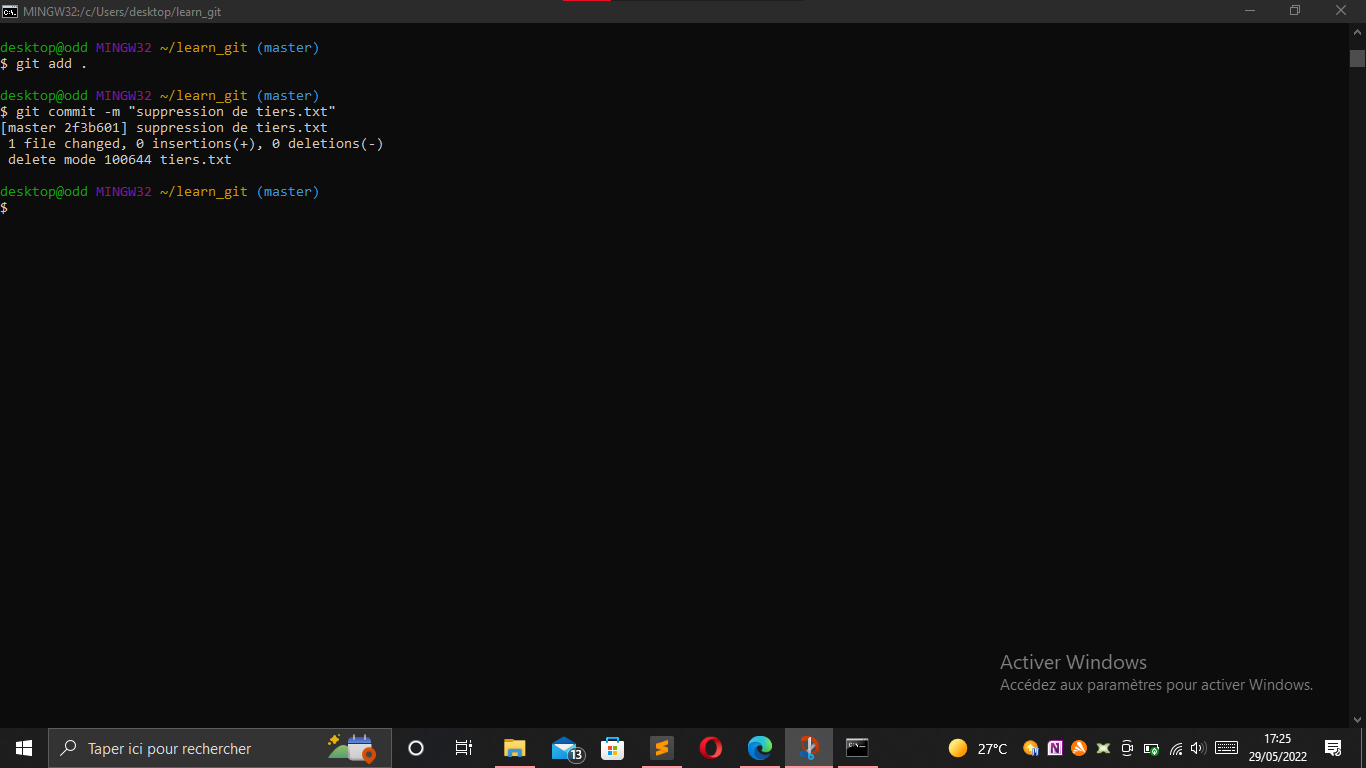 MINGW32:/c/Users/desktop/learn_git
desktop@odd MINGW32 ~/learn_git (master)
$ git add .
desktop@odd MINGW32 ~/learn_git (master)
$ git commit -m "suppression de tiers.txt"
[master 2f3b601] suppression de tiers.txt
 1 file changed, 0 insertions(+), 0 deletions(-)
 delete mode 100644 tiers.txt
desktop@odd MINGW32 ~/learn_git (master)
$
Activer Windows
Accédez aux paramètres pour activer Windows.
Taper ici pour rechercher
13
27°C
17:25
29/05/2022